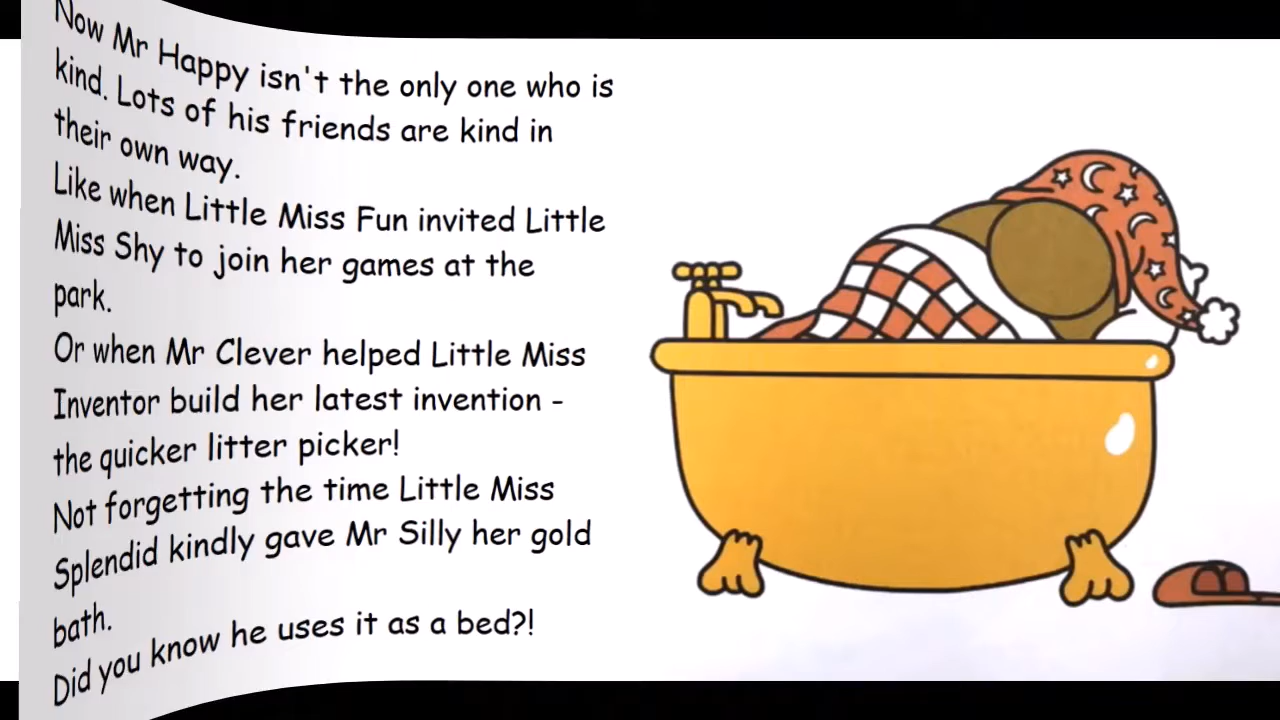 Now Mr Happy isn't the only one who is
kind. Lots of his friends are kind in
their own way.
Like when Little Miss Fun invited Little
Miss Shy to join her games at the
park.
Or when Mr Clever helped Little Miss
Inventor build her latest invention -
the quicker litter picker!
Not forgetting the time Little Miss
Splendid kindly gave Mr Silly her gold
bath.
Did you know he uses it as a bed?!